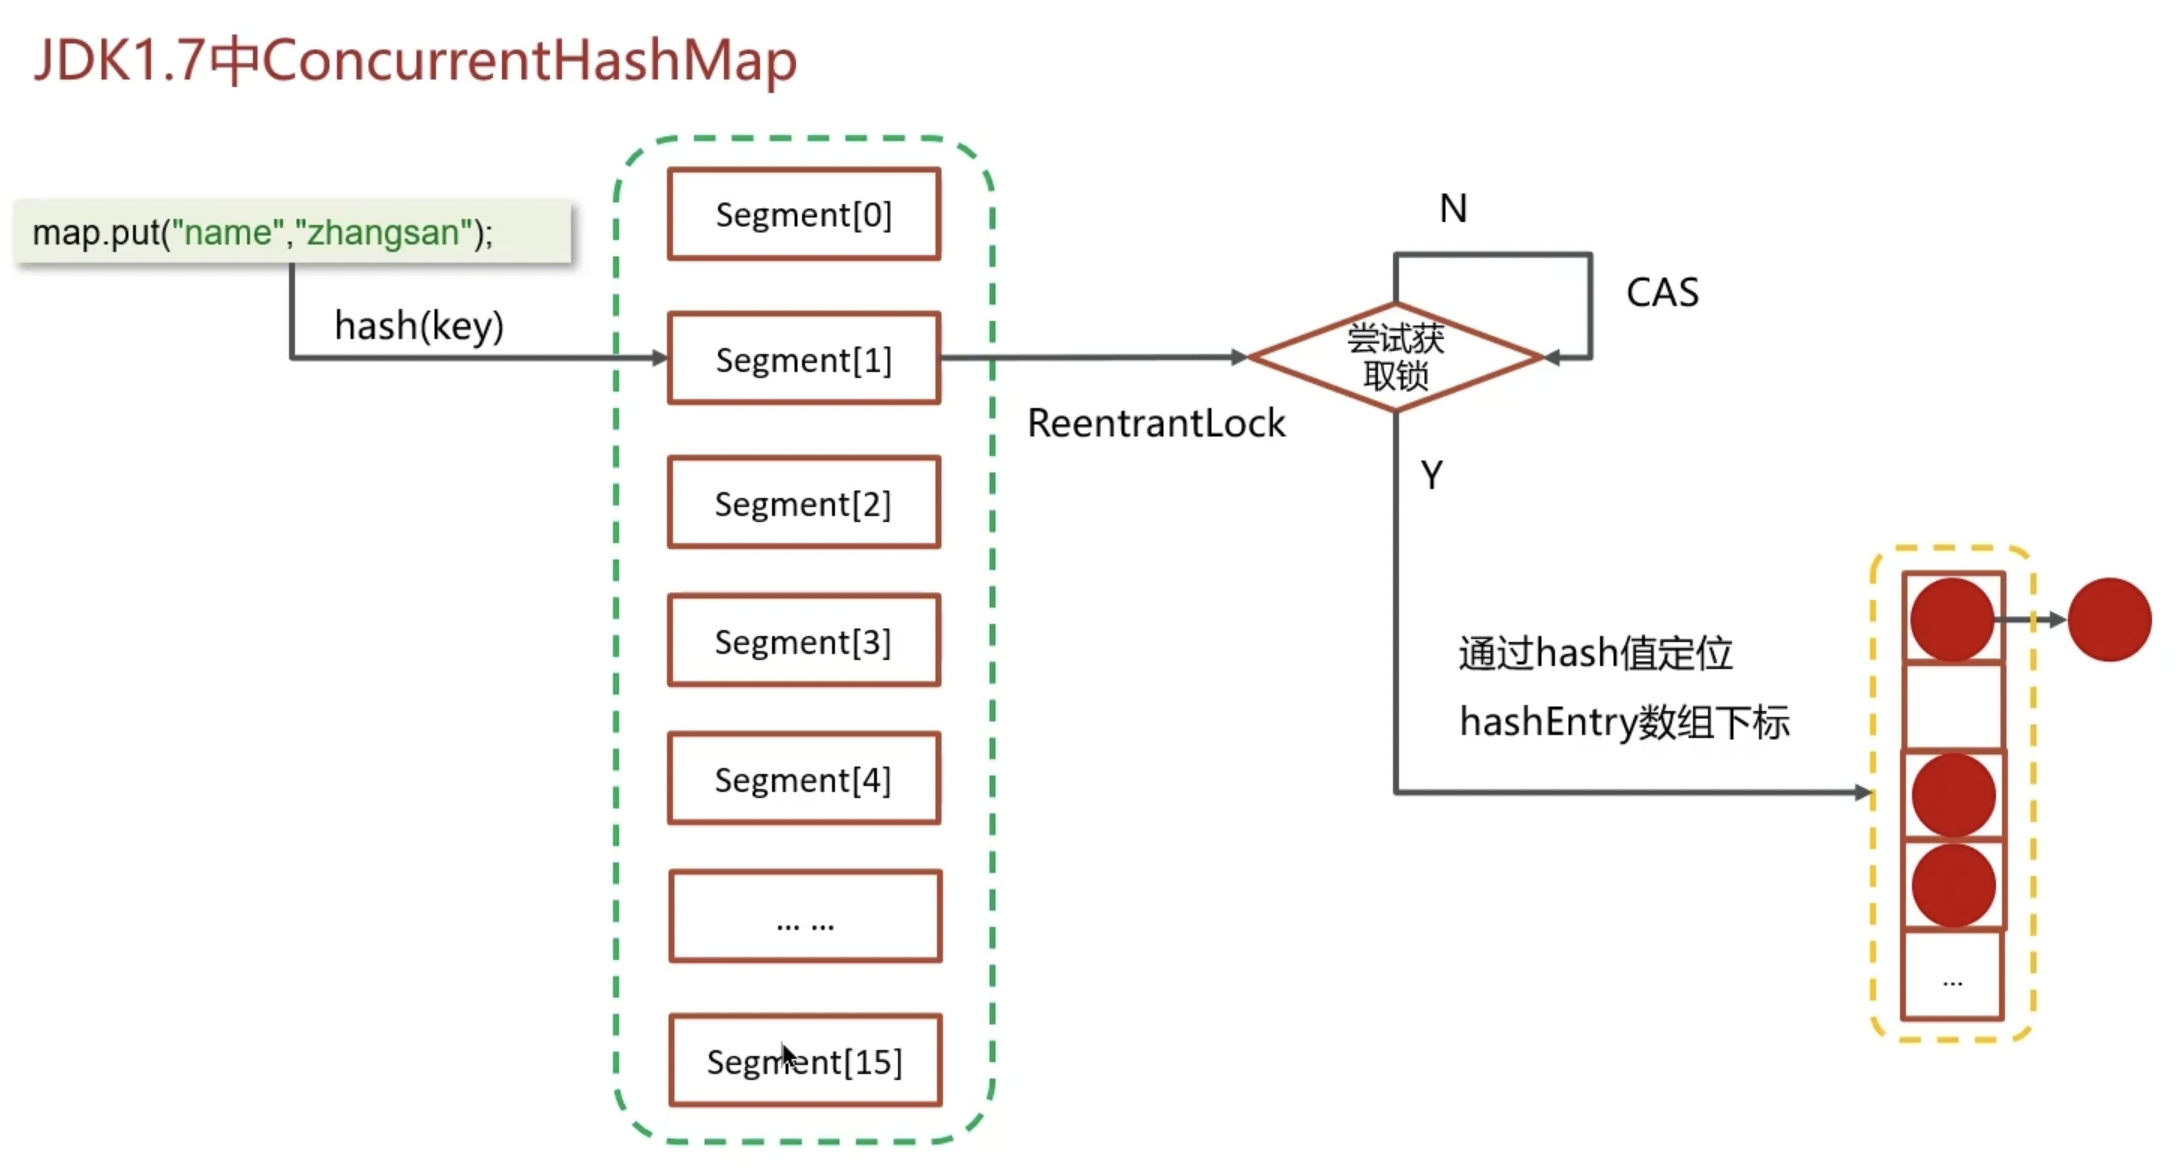 JDK1.7中ConcurrentHashMap
map.put("name","zhangsan");
hash(key)
Segment[0]
Segment[1]
Segment[2]
Segment[3]
Segment[4]
... ...
Segment[15]
ReentrantLock
N
CAS
尝试获
取锁
Y
通过hash值定位
hashEntry数组下标
...